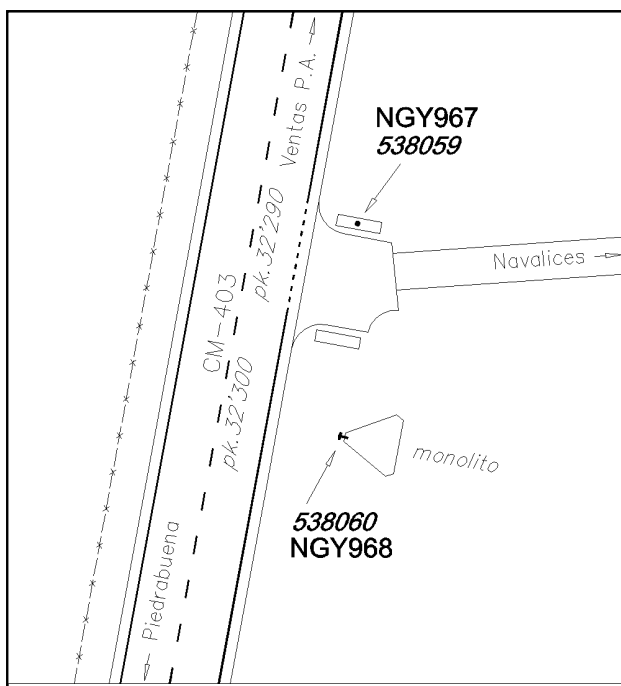 Ventas P.A.
NGY967
538059
pk.32'290
Navalices
CM-403
pk.32'300
monolito
538060
NGY968
Piedrabuena